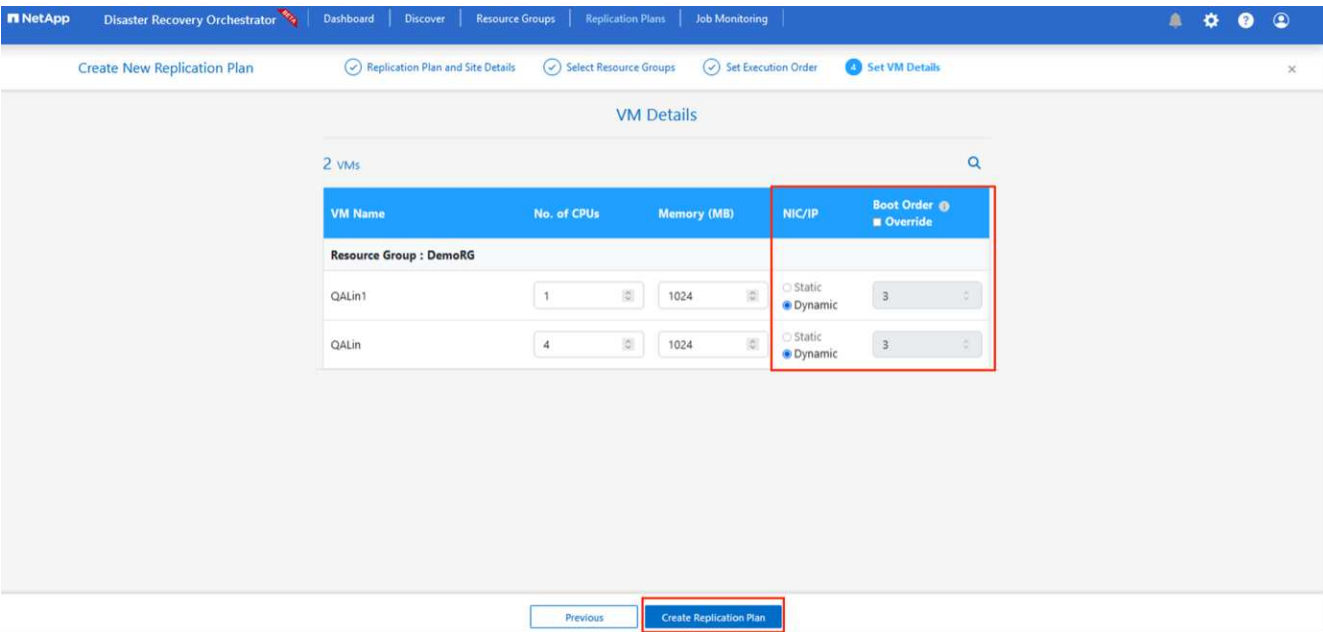 NetApp Disaster Recovery Orchestrator BETA Dashboard Discover Resource Groups Replication Plans Job Monitoring
Create New Replication Plan Replication Plan and Site Details Select Resource Groups Set Execution Order 4 Set VM Details
VM Details
2 VMs
VM Name No. of CPUs Memory (MB) NIC/IP Boot Order
Override
Resource Group : DemoRG
QALin1 1 1024 Static
Dynamic 3
QALin 4 1024 Static
Dynamic 3
Previous Create Replication Plan